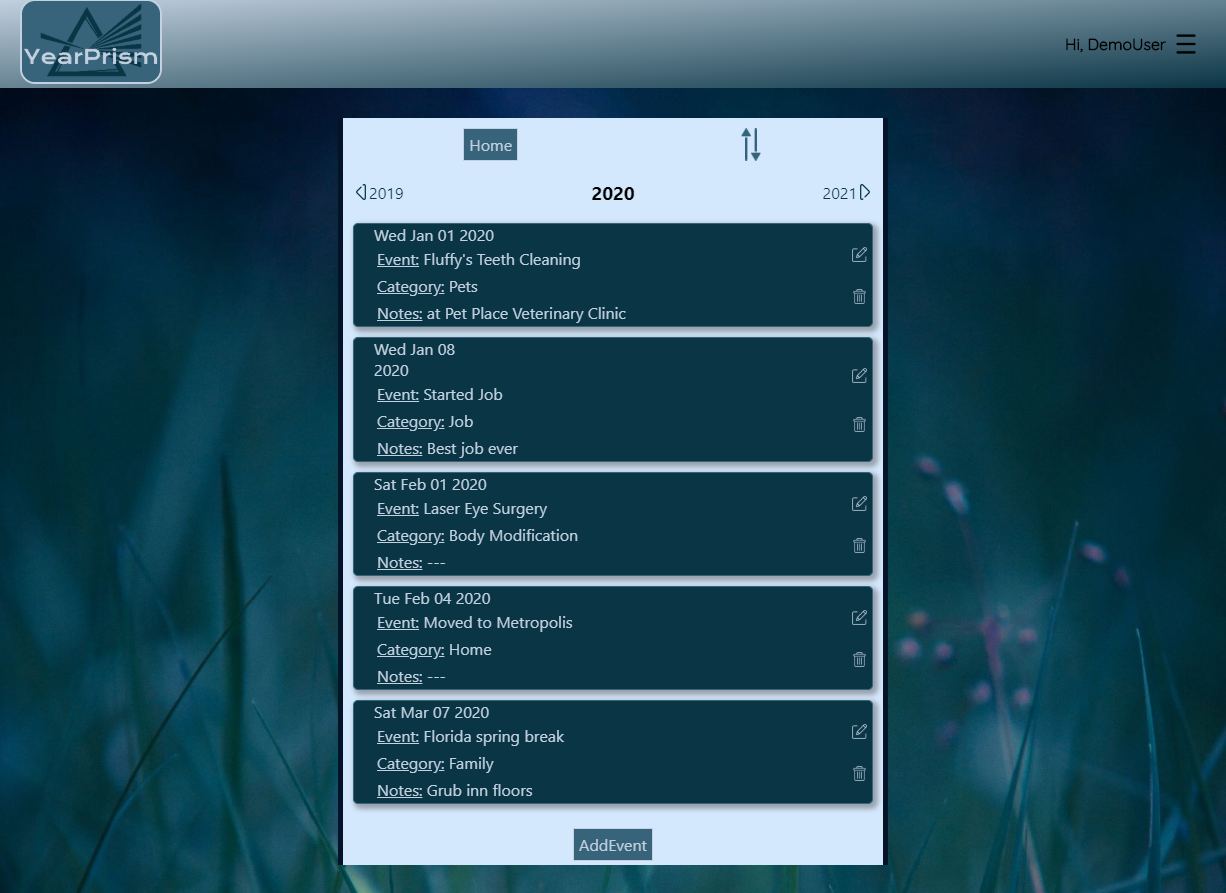 YearPrism
Hi, DemoUser
Home
2019 2020 2021
Wed Jan 01 2020
Event: Fluffy's Teeth Cleaning
Category: Pets
Notes: at Pet Place Veterinary Clinic
Wed Jan 08
2020
Event: Started Job
Category: Job
Notes: Best job ever
Sat Feb 01 2020
Event: Laser Eye Surgery
Category: Body Modification
Notes: ---
Tue Feb 04 2020
Event: Moved to Metropolis
Category: Home
Notes: ---
Sat Mar 07 2020
Event: Florida spring break
Category: Family
Notes: Grub inn floors
AddEvent